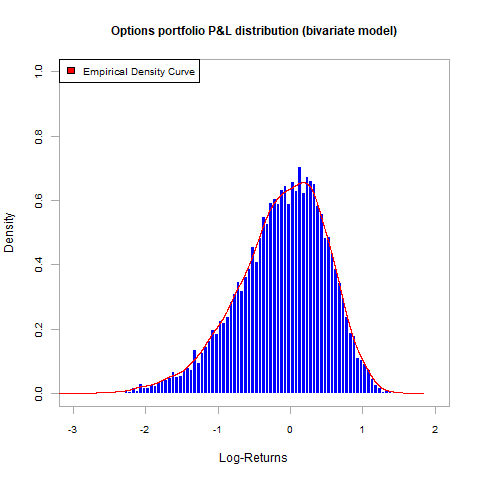 Options portfolio P&L distribution (bivariate model)
Empirical Density Curve
Density
1.0
0.8
0.6
0.4
0.2
0.0
-3 -2 -1 0 1 2
Log-Returns